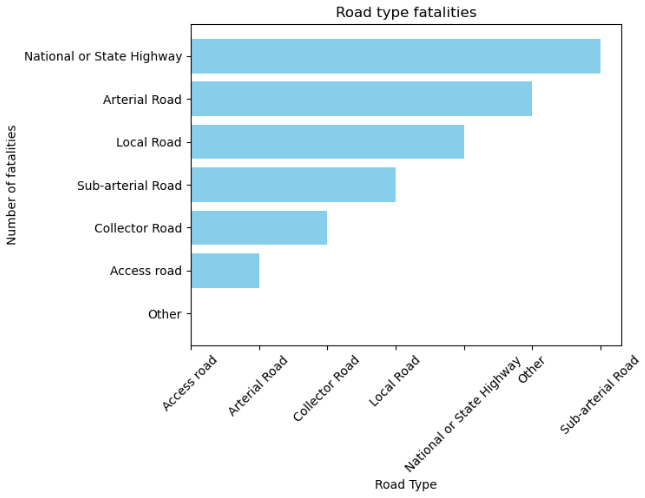 Road type fatalities
National or State Highway
Arterial Road
Local Road
Sub-arterial Road
Collector Road
Access road
Other
Number of fatalities
Access road
Arterial Road
Collector Road
Local Road
National or State Highway
Other
Sub-arterial Road
Road Type